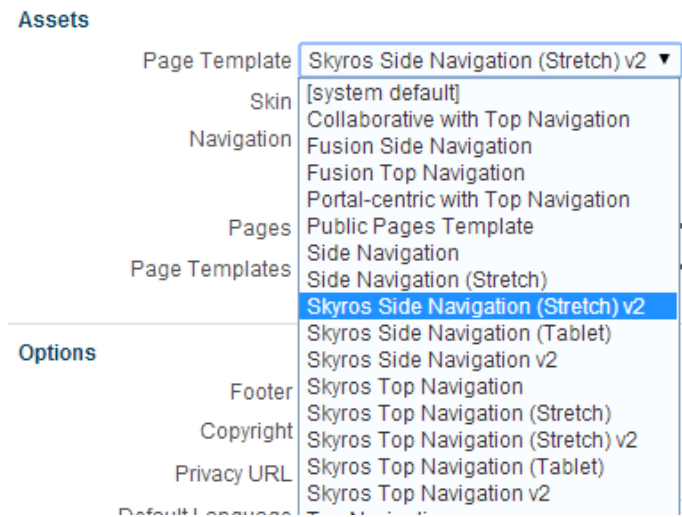 Assets
Page Template Skyros Side Navigation (Stretch) v2
Skin [system default]
Collaborative with Top Navigation
Navigation Fusion Side Navigation
Fusion Top Navigation
Portal-centric with Top Navigation
Pages Public Pages Template
Side Navigation
Page Templates Side Navigation (Stretch)
Skyros Side Navigation (Stretch) v2
Skyros Side Navigation (Tablet)
Options Skyros Side Navigation v2
Footer Skyros Top Navigation
Skyros Top Navigation (Stretch)
Copyright Skyros Top Navigation (Stretch) v2
Privacy URL Skyros Top Navigation (Tablet)
Skyros Top Navigation v2
Default Language Top Navigation